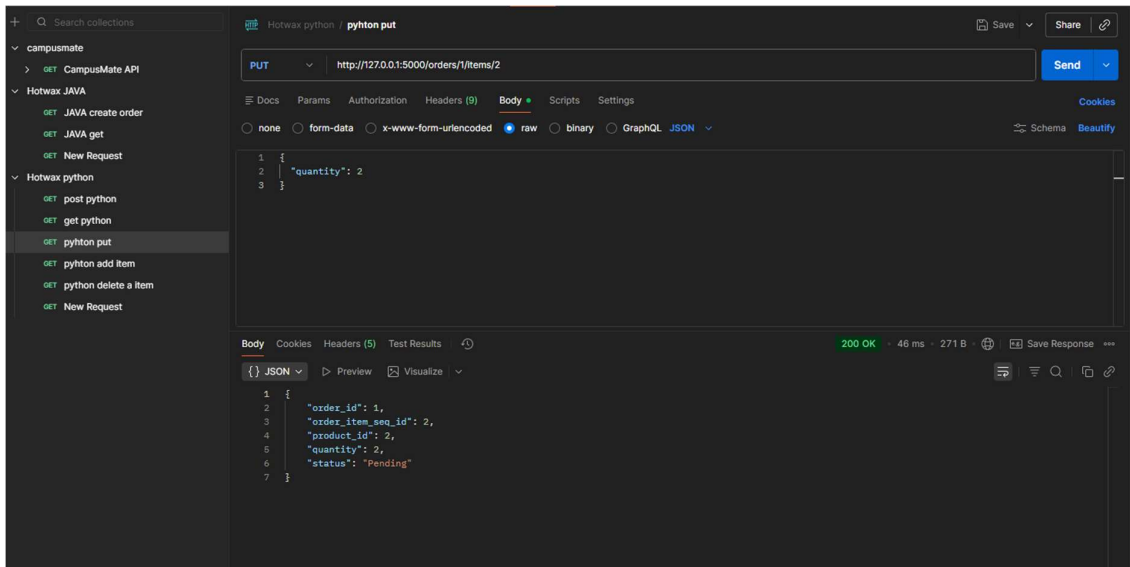 Search collections
campusmate
GET CampusMate API
Hotwax JAVA
GET JAVA create order
GET JAVA get
GET New Request
Hotwax python
GET post python
GET get python
GET pyhton put
GET pyhton add item
GET python delete a item
GET New Request
HTTP Hotwax python / pyhton put
Save Share
PUT http://127.0.0.1:5000/orders/1/items/2 Send
Docs Params Authorization Headers (9) Body Scripts Settings Cookies
none form-data x-www-form-urlencoded raw binary GraphQL JSON Schema Beautify
1 {
2 "quantity": 2
3 }
Body Cookies Headers (5) Test Results 200 OK 46 ms 271 B Save Response
{} JSON Preview Visualize
1 {
2 "order_id": 1,
3 "order_item_seq_id": 2,
4 "product_id": 2,
5 "quantity": 2,
6 "status": "Pending"
7 }